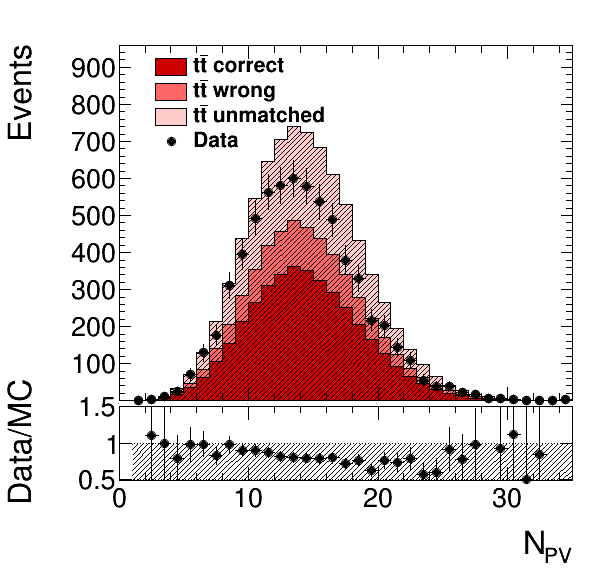 Events
900
800
700
600
500
400
300
200
100
tt̄ correct
tt̄ wrong
tt̄ unmatched
Data
Data/MC
1.5
1
0.5
0 10 20 30
N_PV